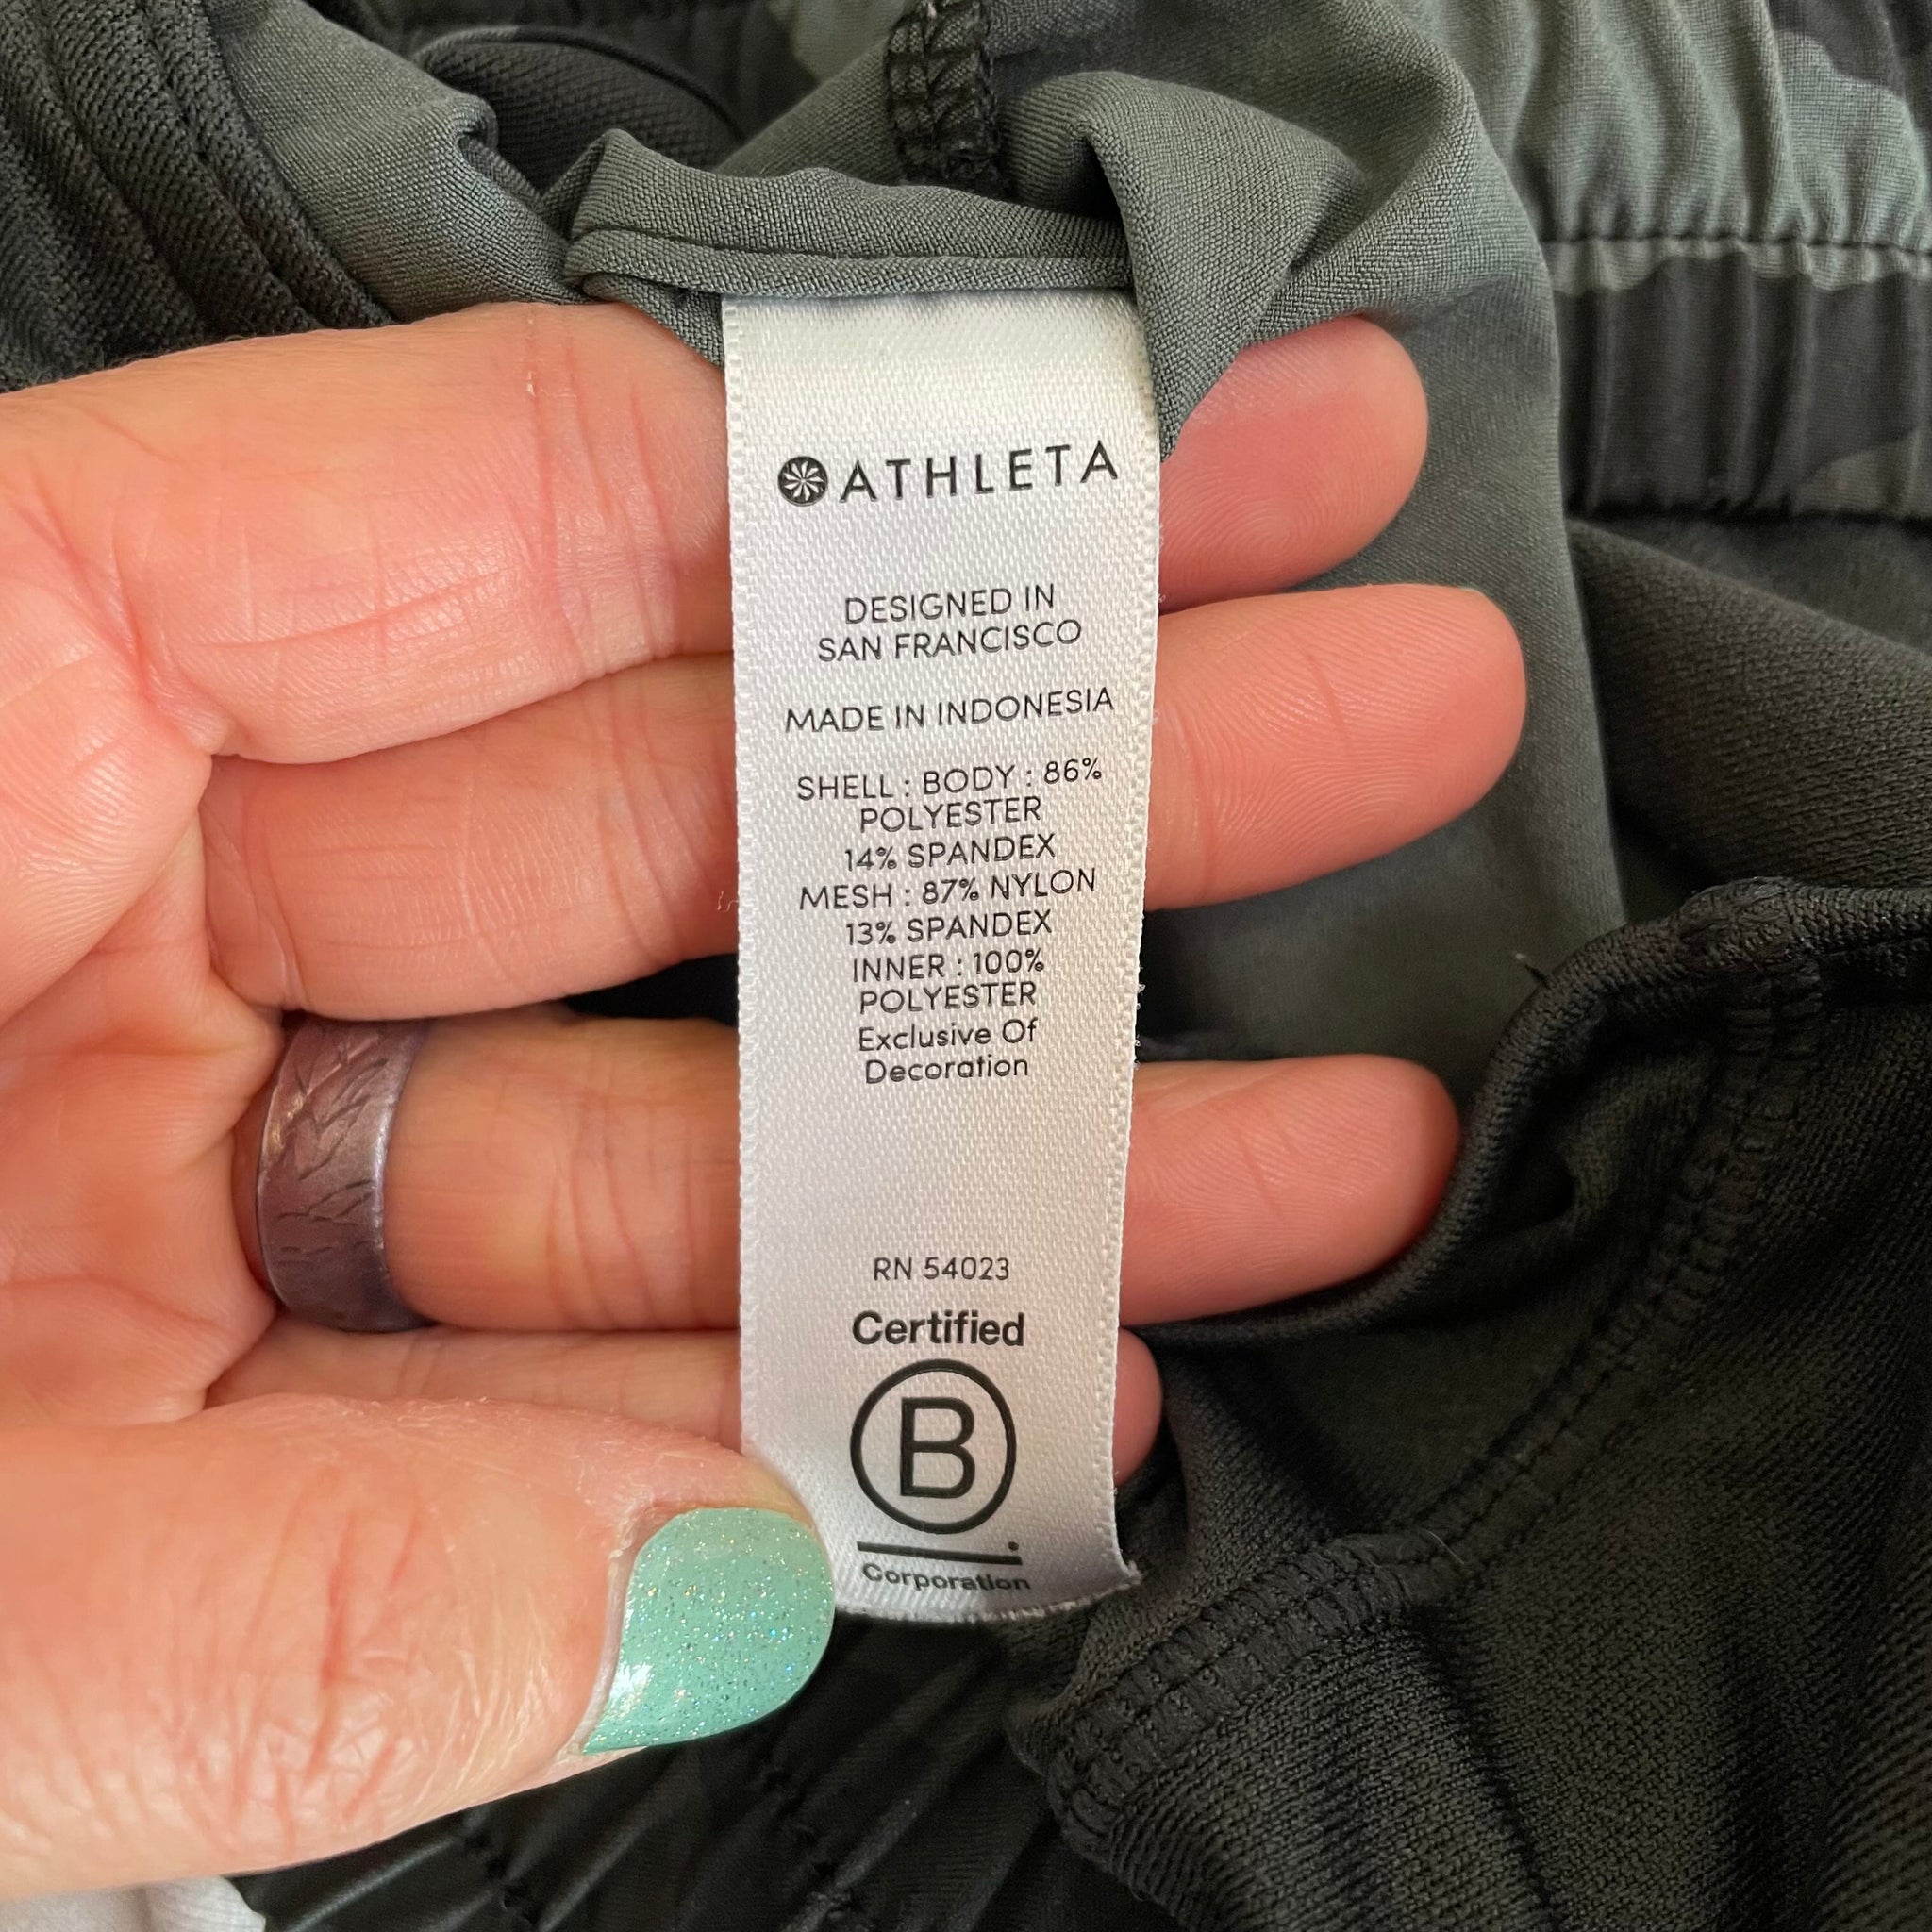 ATHLETA
DESIGNED IN
SAN FRANCISCO
MADE IN INDONESIA
SHELL : BODY : 86%
POLYESTER
14% SPANDEX
MESH : 87% NYLON
13% SPANDEX
INNER : 100%
POLYESTER
Exclusive Of
Decoration
RN 54023
Certified
B
Corporation